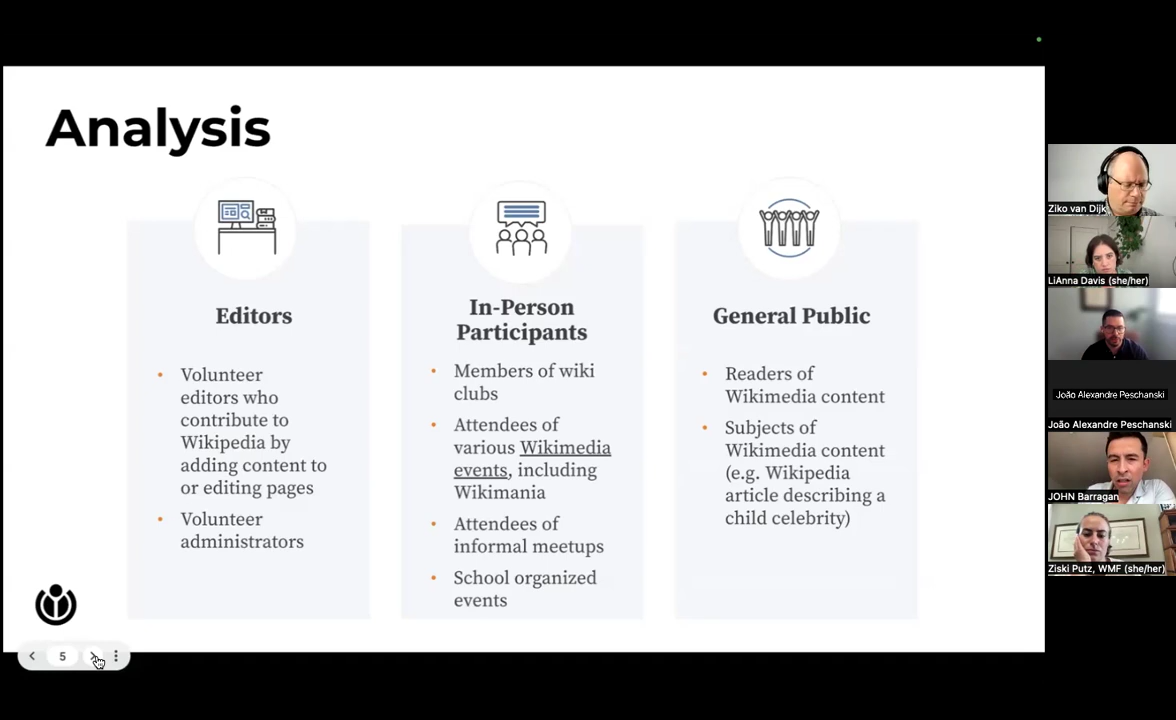 Analysis
Editors
• Volunteer
editors who
contribute to
Wikipedia by
adding content to
or editing pages
• Volunteer
administrators
In-Person
Participants
• Members of wiki
clubs
• Attendees of
various Wikimedia
events, including
Wikimania
• Attendees of
informal meetups
• School organized
events
General Public
• Readers of
Wikimedia content
• Subjects of
Wikimedia content
(e.g. Wikipedia
article describing a
child celebrity)
5
Ziko van Dijk
LiAnna Davis (she/her)
João Alexandre Peschanski
João Alexandre Peschanski
JOHN Barragan
Ziski Putz, WMF (she/her)